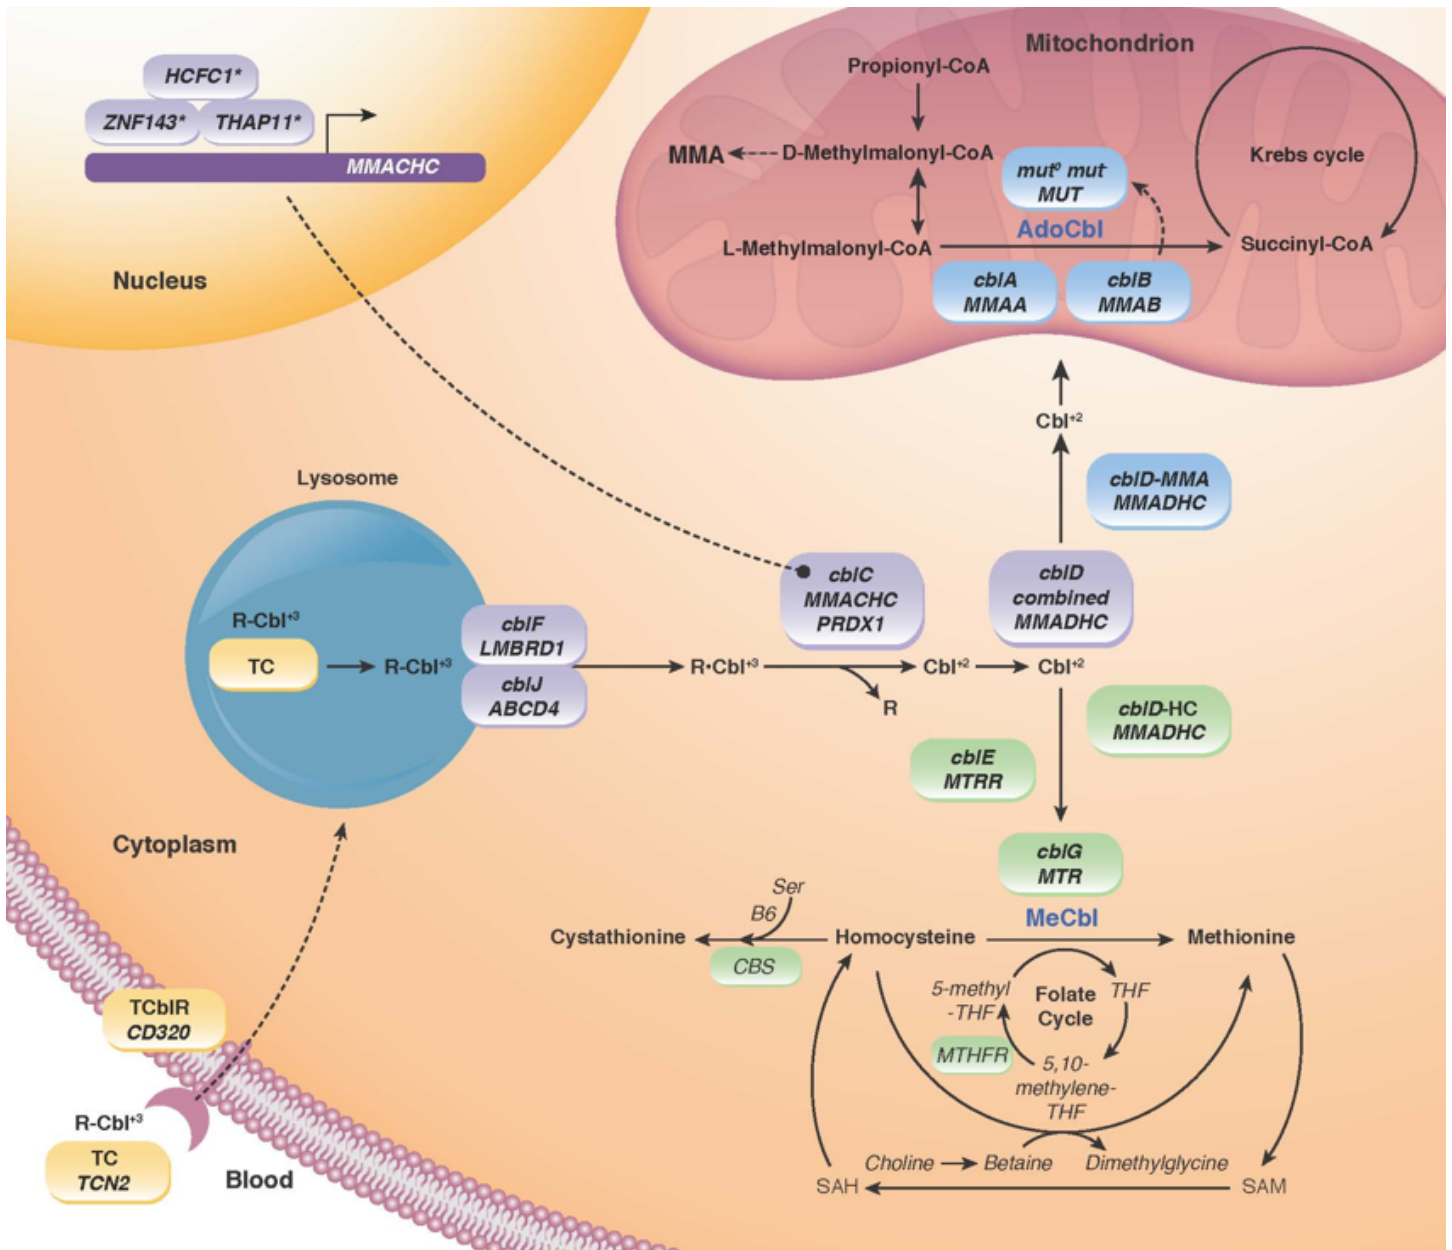 HCFC1*
ZNF143*
THAP11*
MMACHC
Nucleus
Mitochondrion
Propionyl-CoA
MMA
D-Methylmalonyl-CoA
mut⁰ mut
MUT
Krebs cycle
AdoCbl
L-Methylmalonyl-CoA
Succinyl-CoA
cblA
MMAA
cblB
MMAB
Cbl⁺²
cblD-MMA
MMADHC
Lysosome
R-Cbl⁺³
TC
R-Cbl⁺³
cblF
LMBRD1
cblJ
ABCD4
R•Cbl⁺³
cblC
MMACHC
PRDX1
R
Cbl⁺²
cblD
combined
MMADHC
Cbl⁺²
cblD-HC
MMADHC
cblE
MTRR
cblG
MTR
MeCbl
Cytoplasm
Ser
B6
Cystathionine
CBS
Homocysteine
Methionine
5-methyl
-THF
Folate
Cycle
THF
MTHFR
5,10-
methylene-
THF
Choline
Betaine
Dimethylglycine
SAH
SAM
TCblR
CD320
R-Cbl⁺³
TC
TCN2
Blood